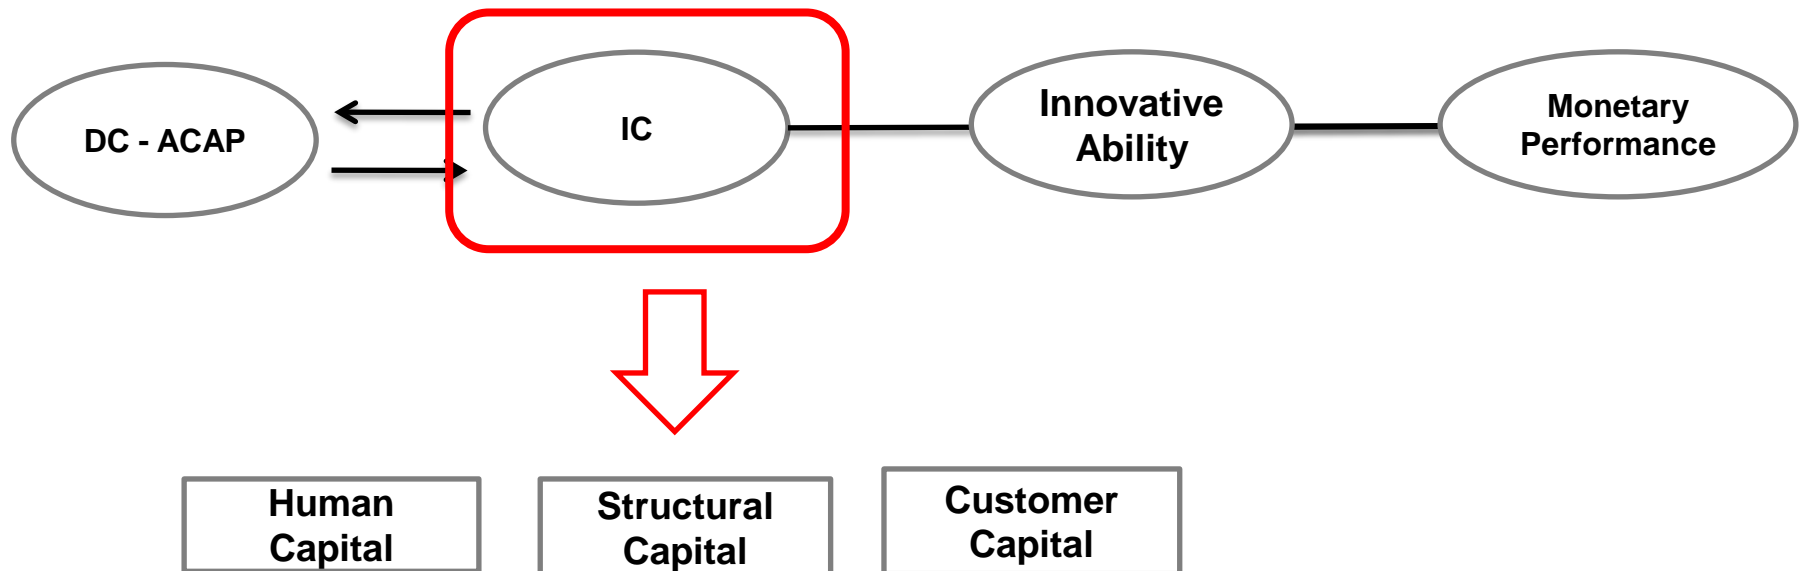 DC - ACAP
IC
Innovative
Ability
Monetary
Performance
Human
Capital
Structural
Capital
Customer
Capital